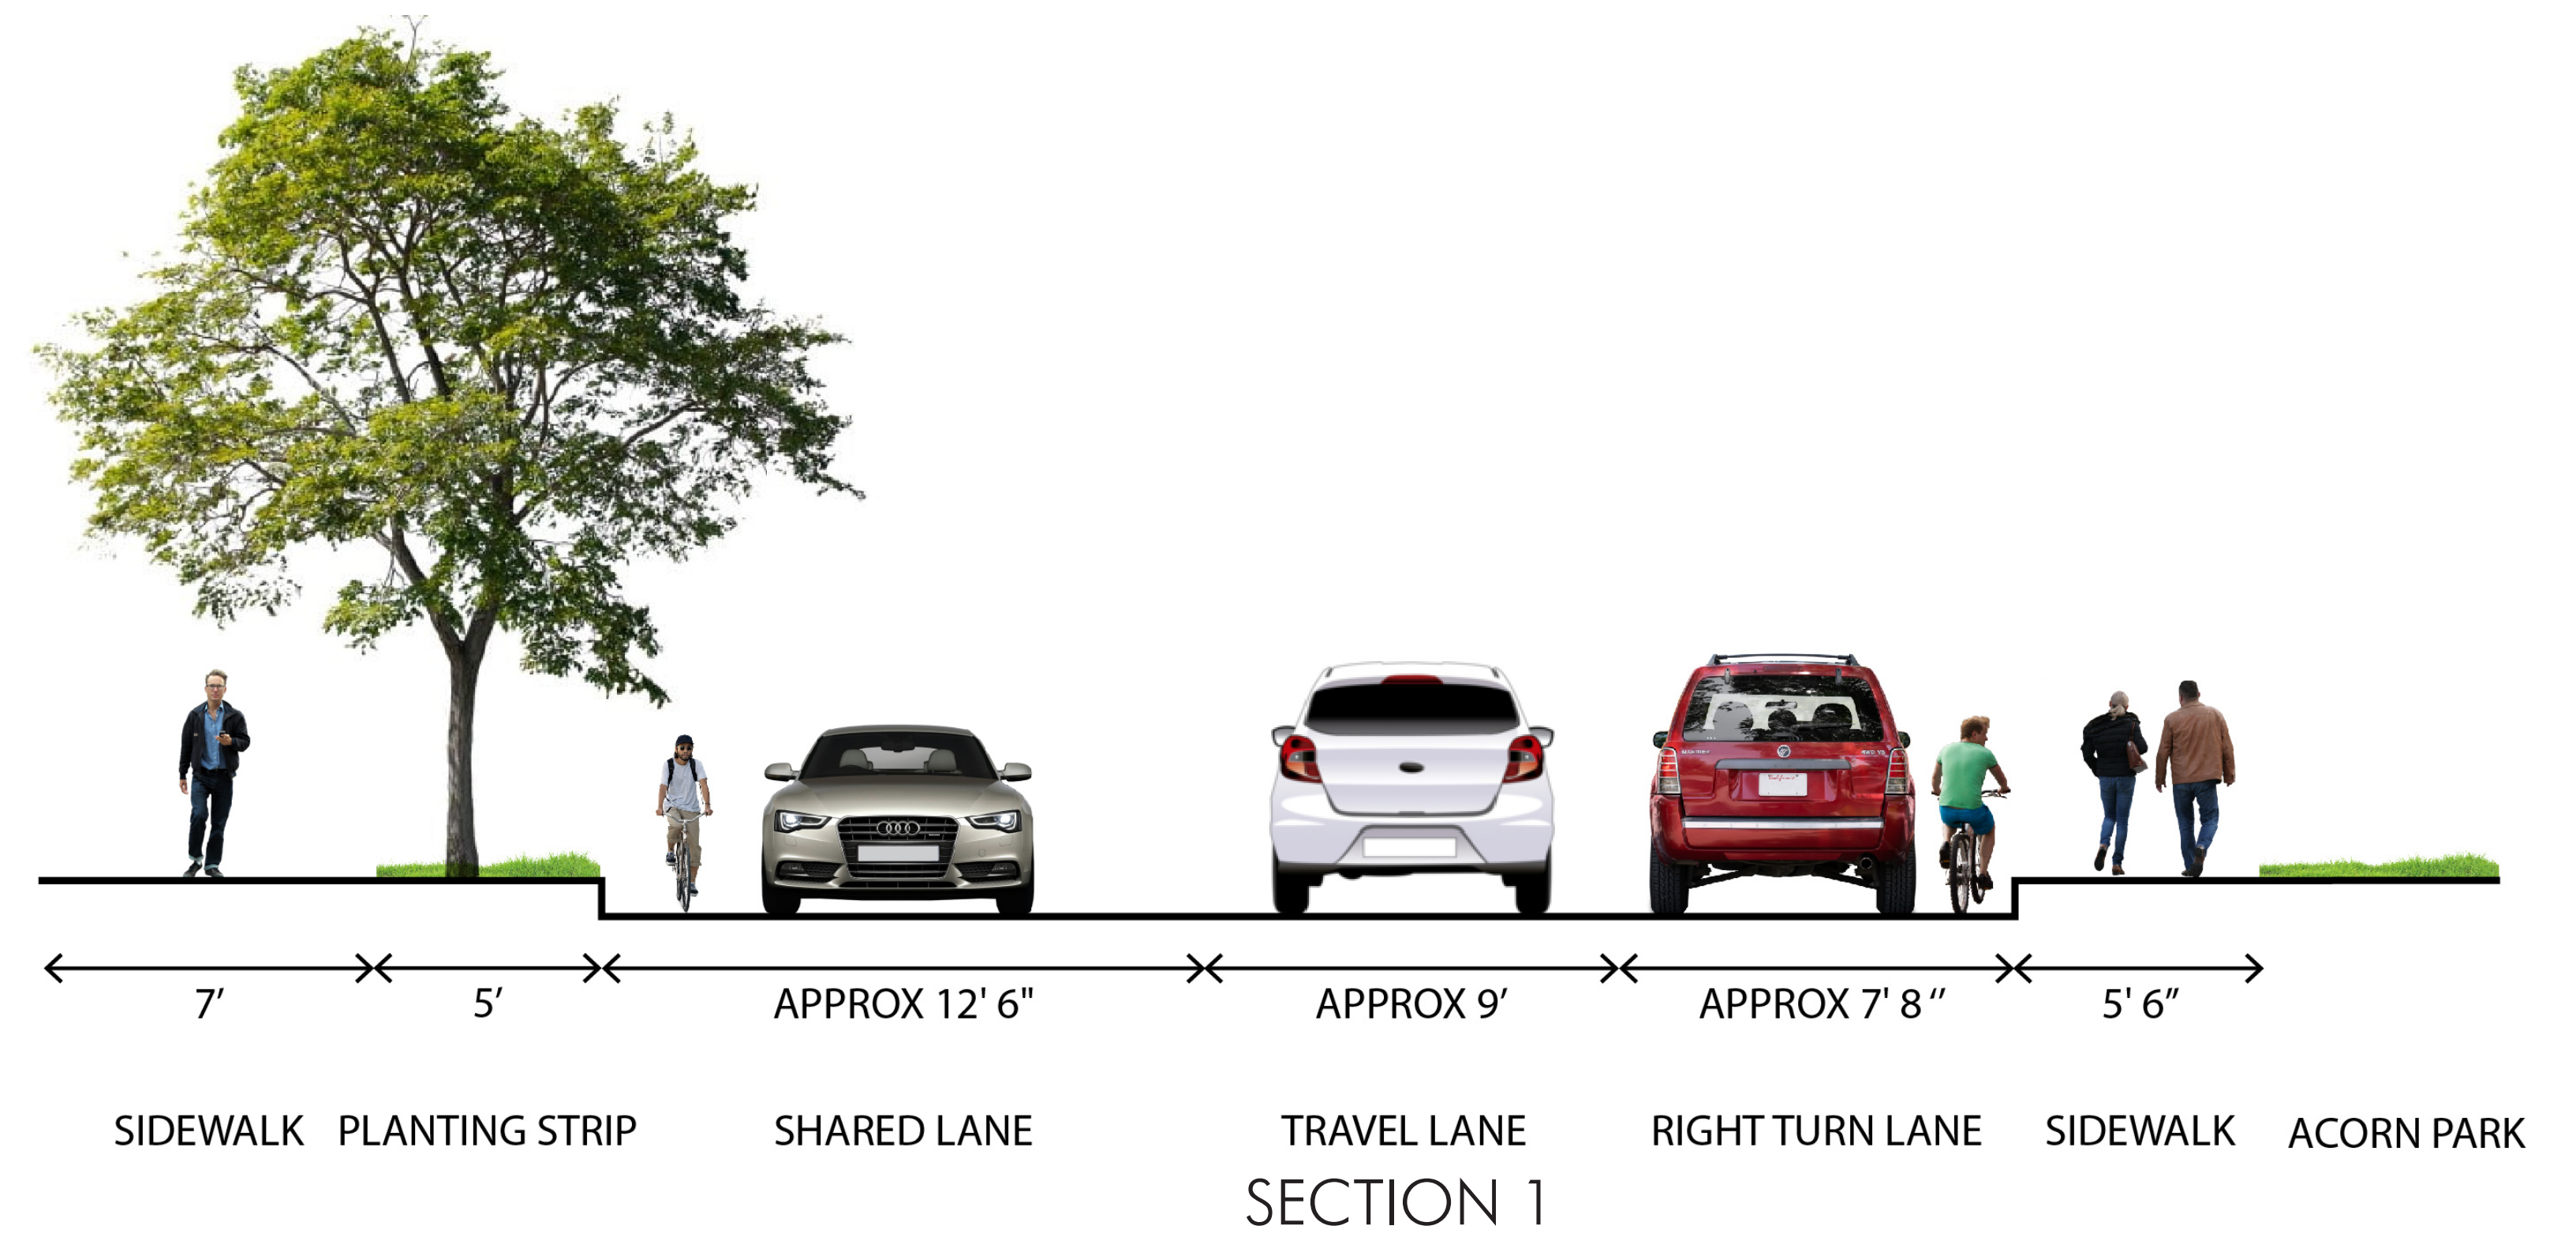 7’
5’
APPROX 12' 6"
APPROX 9’
APPROX 7' 8 ‘’
5' 6’’
SIDEWALK
PLANTING STRIP
SHARED LANE
TRAVEL LANE
RIGHT TURN LANE
SIDEWALK
ACORN PARK
SECTION 1